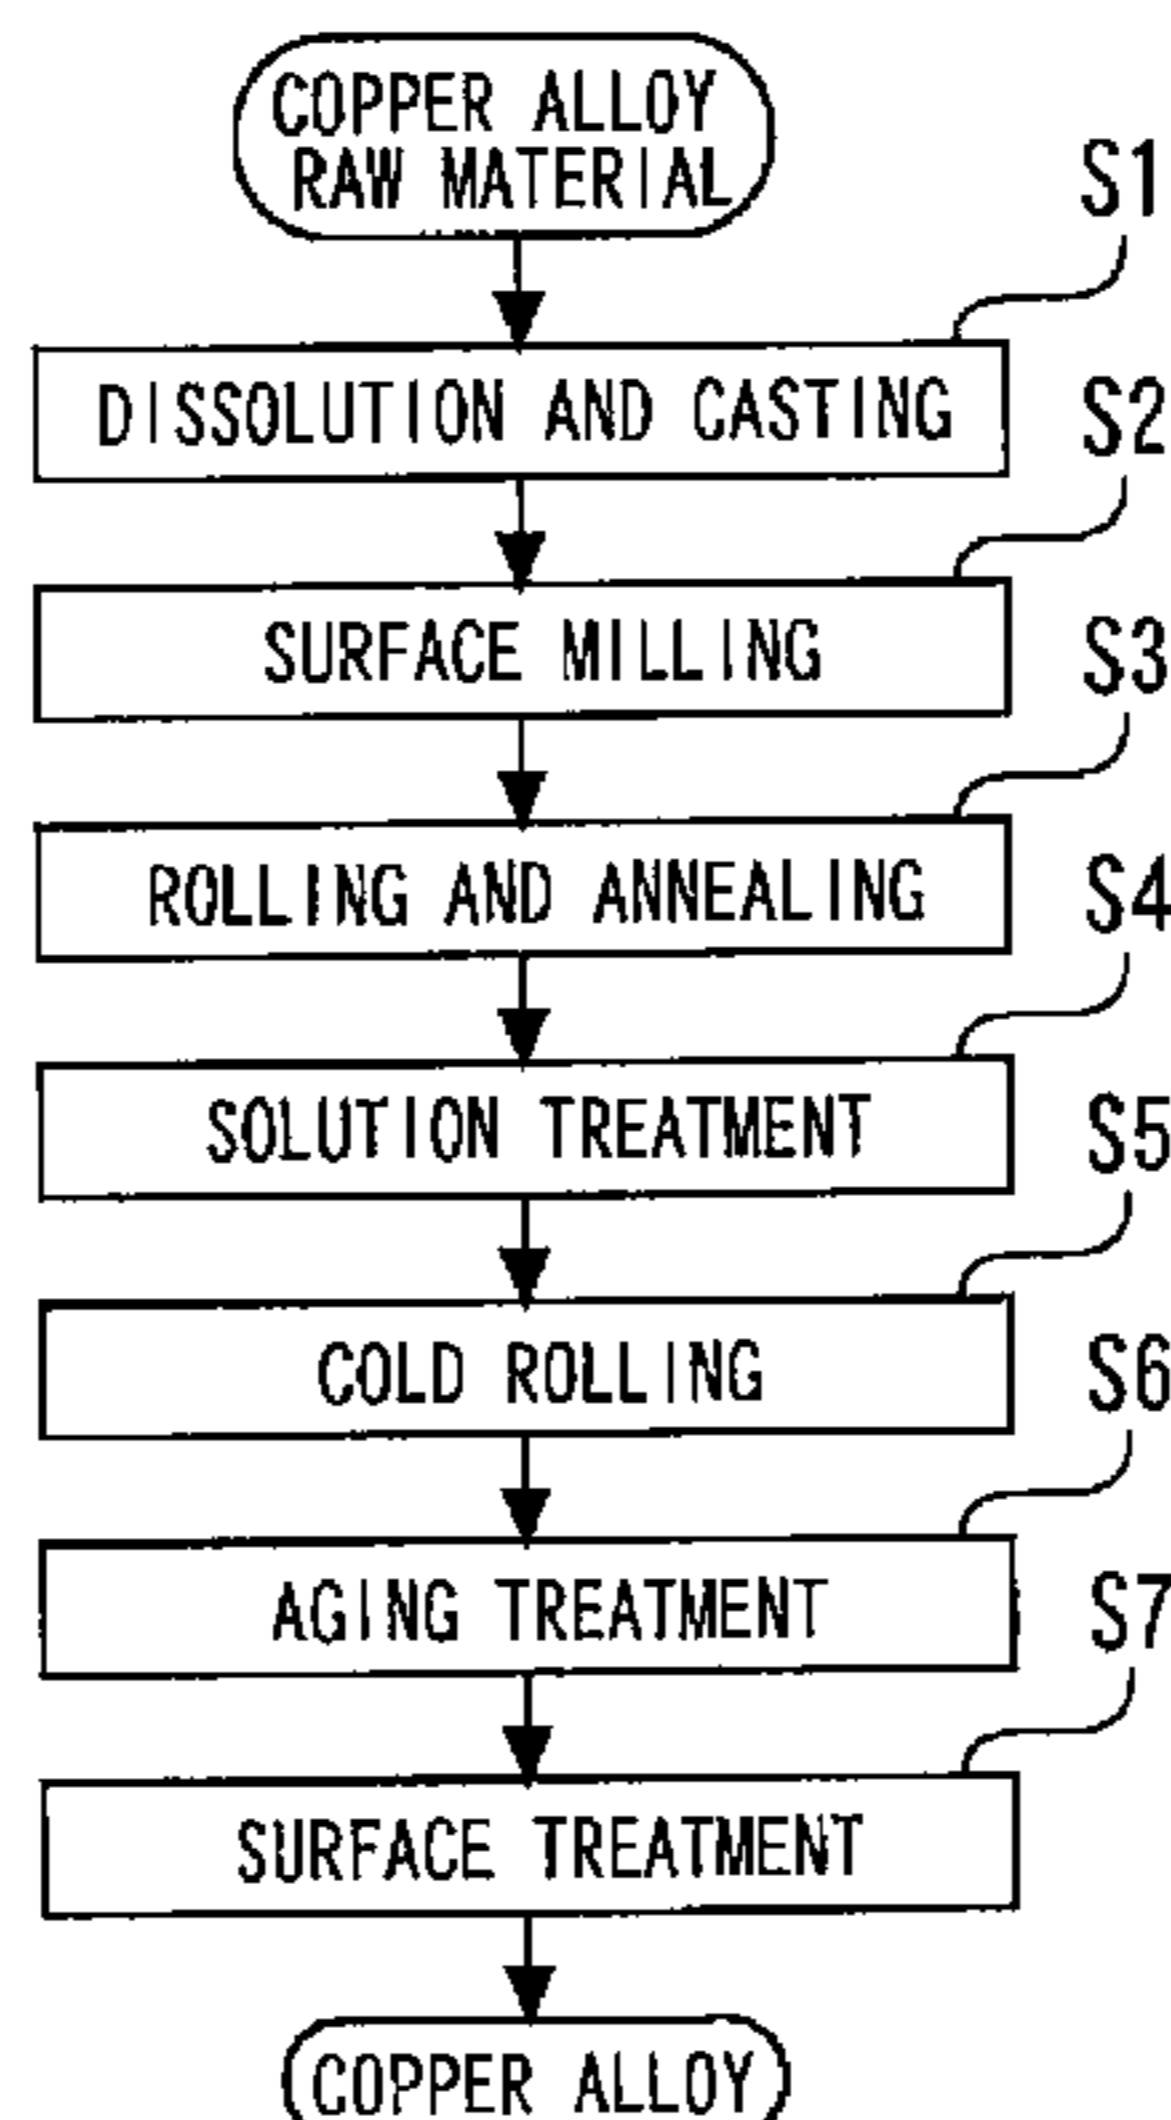 COPPER ALLOY
RAW MATERIAL
S1
DISSOLUTION AND CASTING
S2
SURFACE MILLING
S3
ROLLING AND ANNEALING
S4
SOLUTION TREATMENT
S5
COLD ROLLING
S6
AGING TREATMENT
S7
SURFACE TREATMENT
COPPER ALLOY